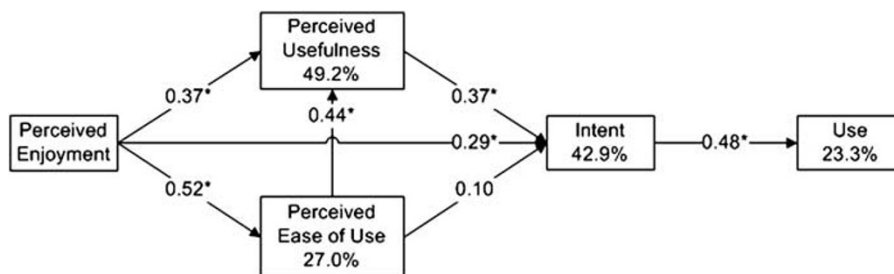 Perceived
Usefulness
49.2%
0.37*
0.44*
0.37*
Perceived
Enjoyment
0.29*
Intent
42.9%
0.48*
Use
23.3%
0.52*
0.10
Perceived
Ease of Use
27.0%